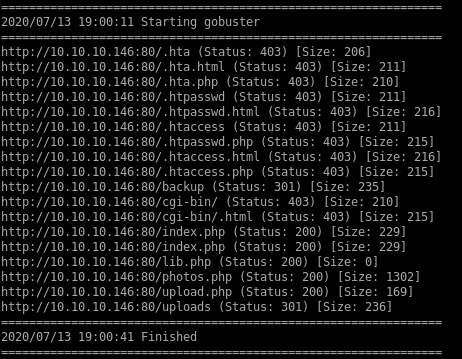 ===============================================================
2020/07/13 19:00:11 Starting gobuster
===============================================================
http://10.10.10.146:80/.hta (Status: 403) [Size: 206]
http://10.10.10.146:80/.hta.html (Status: 403) [Size: 211]
http://10.10.10.146:80/.hta.php (Status: 403) [Size: 210]
http://10.10.10.146:80/.htpasswd (Status: 403) [Size: 211]
http://10.10.10.146:80/.htpasswd.html (Status: 403) [Size: 216]
http://10.10.10.146:80/.htaccess (Status: 403) [Size: 211]
http://10.10.10.146:80/.htpasswd.php (Status: 403) [Size: 215]
http://10.10.10.146:80/.htaccess.html (Status: 403) [Size: 216]
http://10.10.10.146:80/.htaccess.php (Status: 403) [Size: 215]
http://10.10.10.146:80/backup (Status: 301) [Size: 235]
http://10.10.10.146:80/cgi-bin/ (Status: 403) [Size: 210]
http://10.10.10.146:80/cgi-bin/.html (Status: 403) [Size: 215]
http://10.10.10.146:80/index.php (Status: 200) [Size: 229]
http://10.10.10.146:80/index.php (Status: 200) [Size: 229]
http://10.10.10.146:80/lib.php (Status: 200) [Size: 0]
http://10.10.10.146:80/photos.php (Status: 200) [Size: 1302]
http://10.10.10.146:80/upload.php (Status: 200) [Size: 169]
http://10.10.10.146:80/uploads (Status: 301) [Size: 236]
===============================================================
2020/07/13 19:00:41 Finished
===============================================================